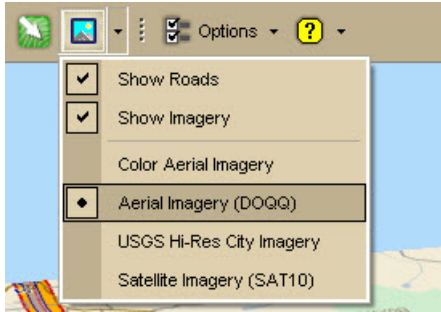 Options
?
Show Roads
Show Imagery
Color Aerial Imagery
Aerial Imagery (DOQQ)
USGS Hi-Res City Imagery
Satellite Imagery (SAT10)